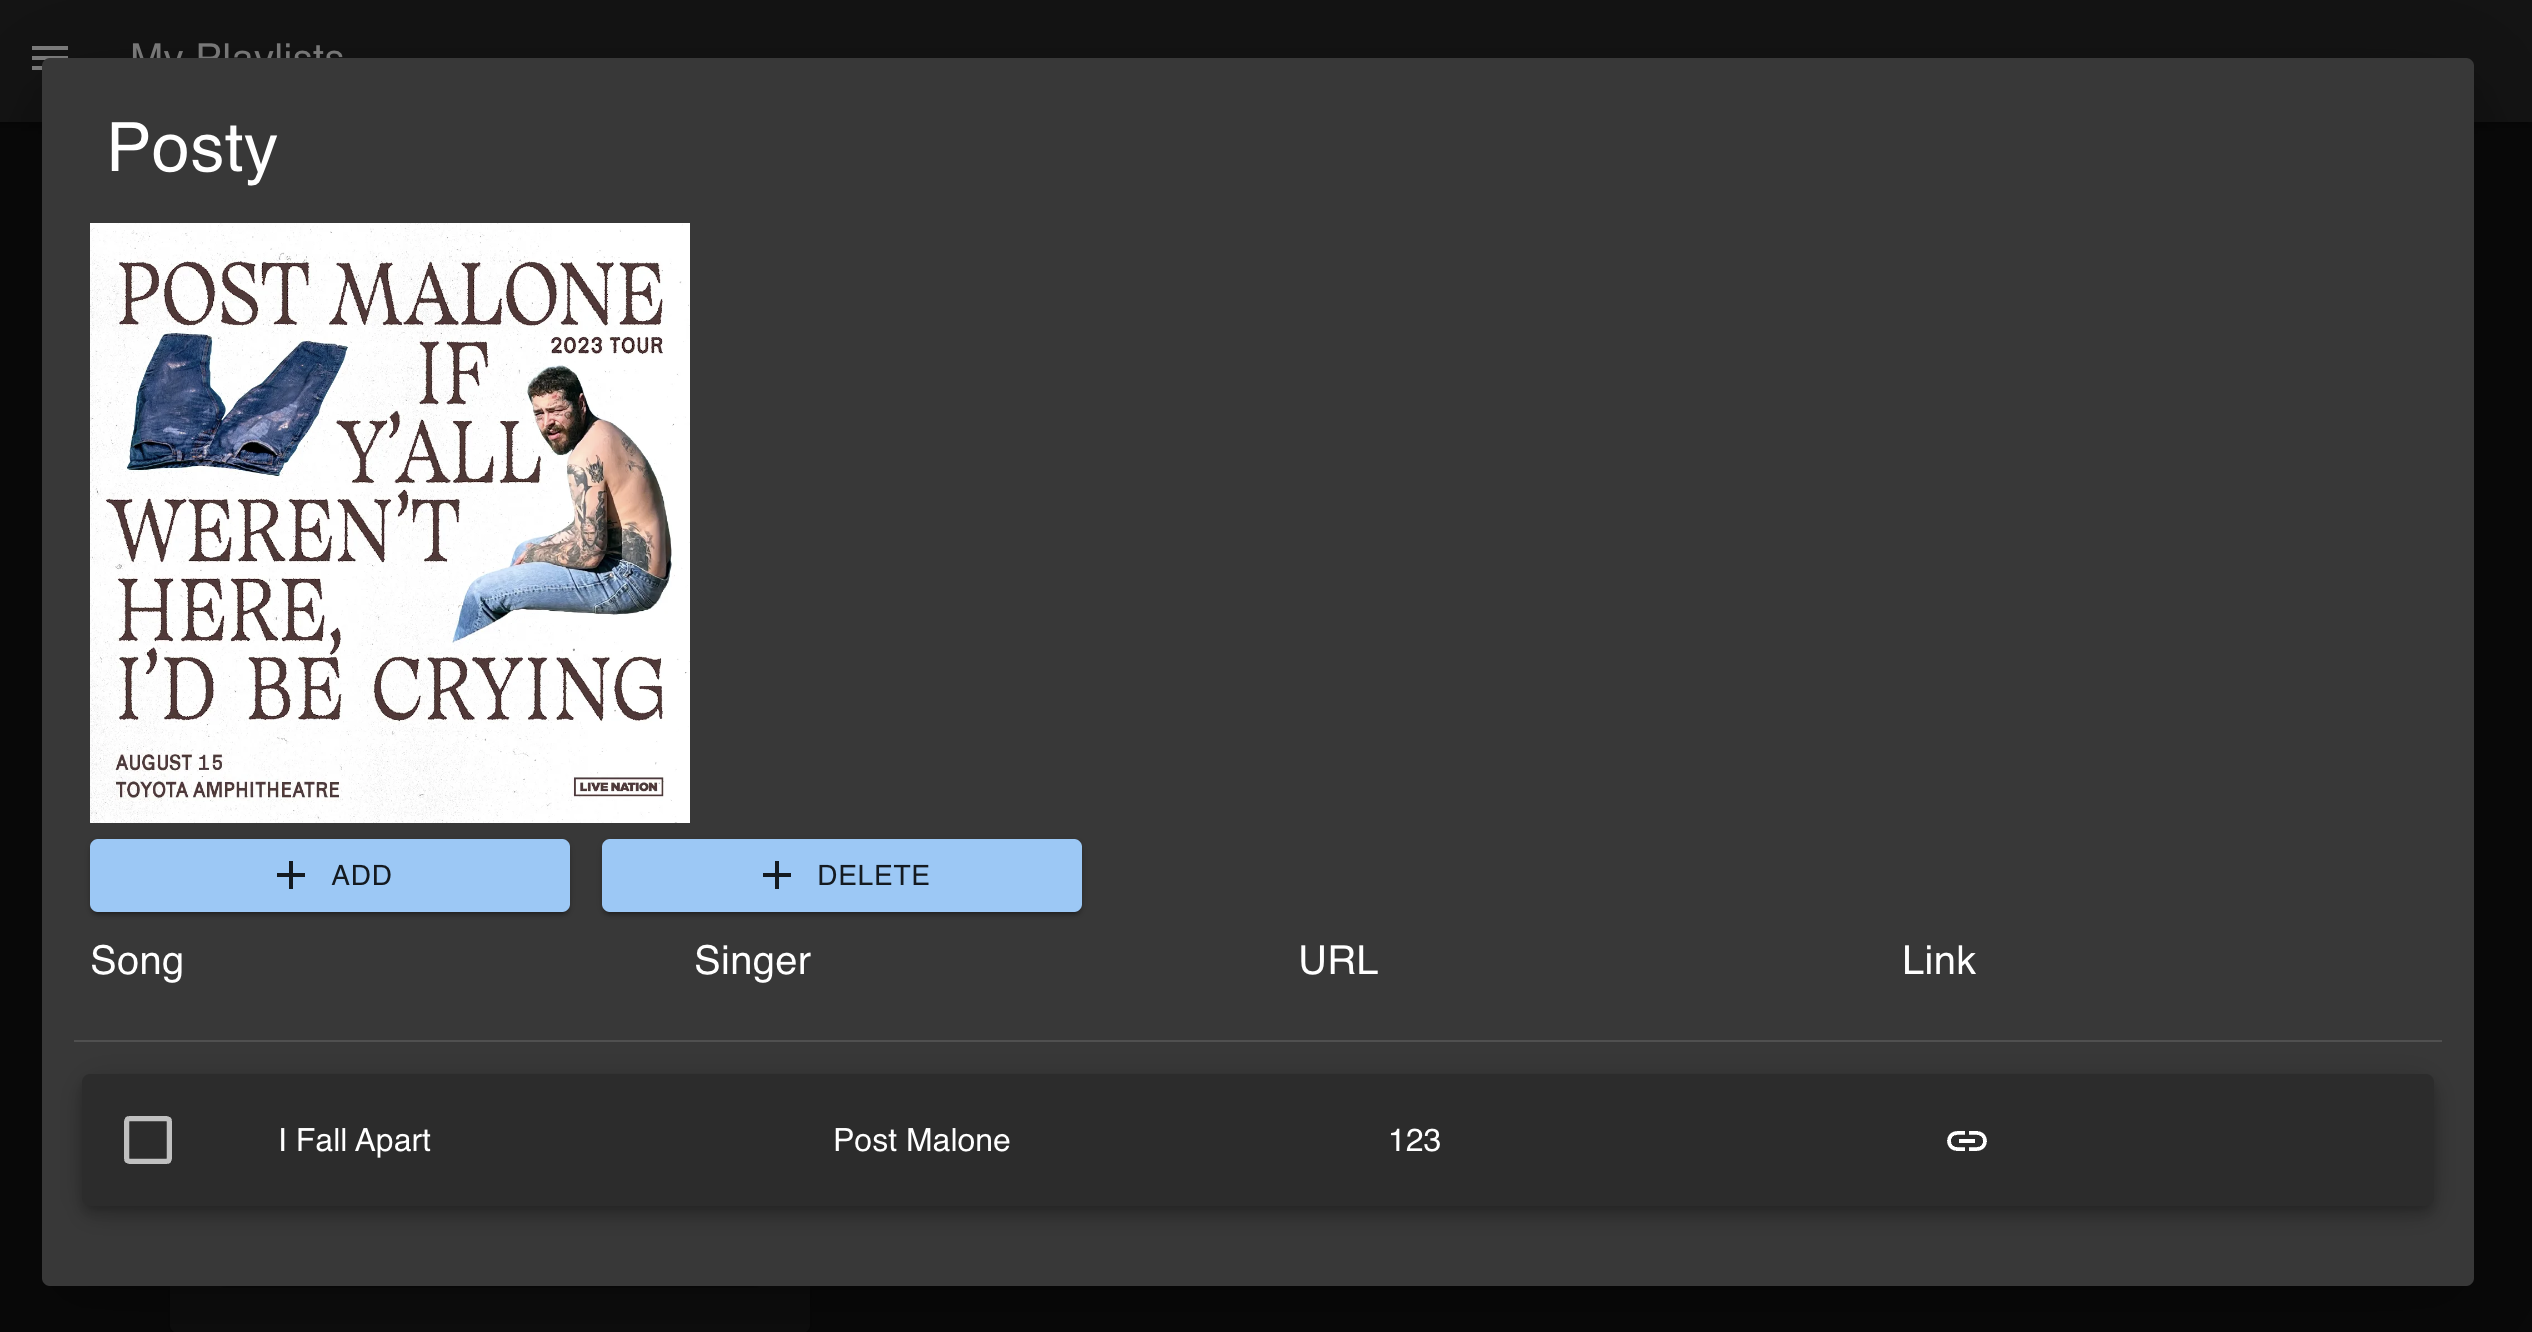 My Playlists
Posty
POST MALONE
2023 TOUR
IF
Y'ALL
WEREN'T
HERE,
I'D BE CRYING
AUGUST 15
TOYOTA AMPHITHEATRE
LIVE NATION
ADD
DELETE
Song Singer URL Link
I Fall Apart Post Malone 123